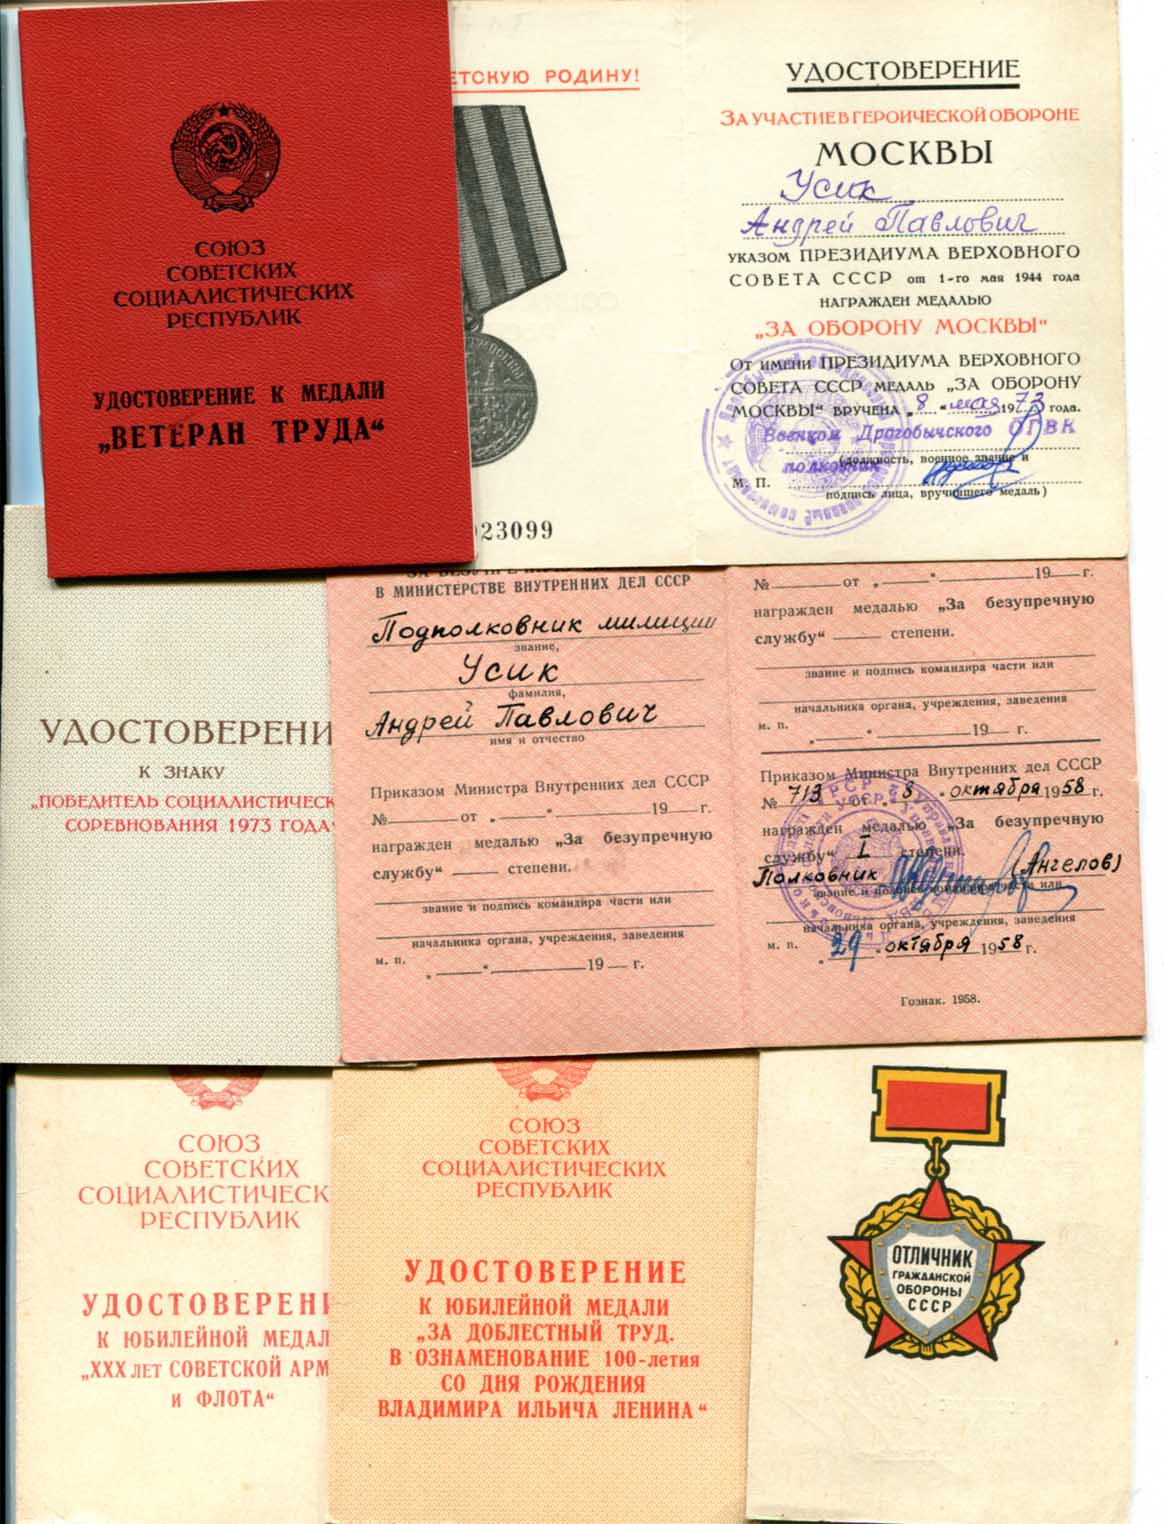 СОЮЗ
СОВЕТСКИХ
СОЦИАЛИСТИЧЕСКИХ
РЕСПУБЛИК
УДОСТОВЕРЕНИЕ К МЕДАЛИ
„ВЕТЕРАН ТРУДА“
ЕТСКУЮ РОДИНУ!
23099
УДОСТОВЕРЕНИЕ
ЗА УЧАСТИЕ В ГЕРОИЧЕСКОЙ ОБОРОНЕ
МОСКВЫ
Усик
Андрей Павлович
УКАЗОМ ПРЕЗИДИУМА ВЕРХОВНОГО
СОВЕТА СССР от 1-го мая 1944 года
НАГРАЖДЕН МЕДАЛЬЮ
„ЗА ОБОРОНУ МОСКВЫ“
От имени ПРЕЗИДИУМА ВЕРХОВНОГО
СОВЕТА СССР МЕДАЛЬ „ЗА ОБОРОНУ
МОСКВЫ“ ВРУЧЕНА „8“ мая 1973 года.
Военком Дрогобычского ОГВК
полковник
(должность, военное звание и
М. П.
подпись лица, вручившего медаль)
УДОСТОВЕРЕНИ
К ЗНАКУ
„ПОБЕДИТЕЛЬ СОЦИАЛИСТИЧЕСК
СОРЕВНОВАНИЯ 1973 ГОДА“
В МИНИСТЕРСТВЕ ВНУТРЕННИХ ДЕЛ СССР
Подполковник милиции
звание,
Усик
фамилия,
Андрей Павлович
имя и отчество
Приказом Министра Внутренних дел СССР
№ от „ “ 19 г.
награжден медалью „За безупречную
службу“ степени.
звание и подпись командира части или
начальника органа, учреждения, заведения
м. п.
„ “ 19 г.
№ от „ “ 19 г.
награжден медалью „За безупречную
службу“ степени.
звание и подпись командира части или
начальника органа, учреждения, заведения
м. п.
„ “ 19 г.
Приказом Министра Внутренних дел СССР
№ 713 от „8“ октября 1958 г.
награжден медалью „За безупречную
службу“ I степени.
Полковник (Ангелов)
звание и подпись командира части или
начальника органа, учреждения, заведения
м. п. „29“ октября 1958 г.
Гознак. 1958.
СОЮЗ
СОВЕТСКИХ
СОЦИАЛИСТИЧЕСК
РЕСПУБЛИК
УДОСТОВЕРЕНИ
К ЮБИЛЕЙНОЙ МЕДАЛ
„XXX ЛЕТ СОВЕТСКОЙ АРМ
И ФЛОТА“
СОЮЗ
СОВЕТСКИХ
СОЦИАЛИСТИЧЕСКИХ
РЕСПУБЛИК
УДОСТОВЕРЕНИЕ
К ЮБИЛЕЙНОЙ МЕДАЛИ
„ЗА ДОБЛЕСТНЫЙ ТРУД.
В ОЗНАМЕНОВАНИЕ 100-летия
СО ДНЯ РОЖДЕНИЯ
ВЛАДИМИРА ИЛЬИЧА ЛЕНИНА“
ОТЛИЧНИК
ГРАЖДАНСКОЙ
ОБОРОНЫ
СССР